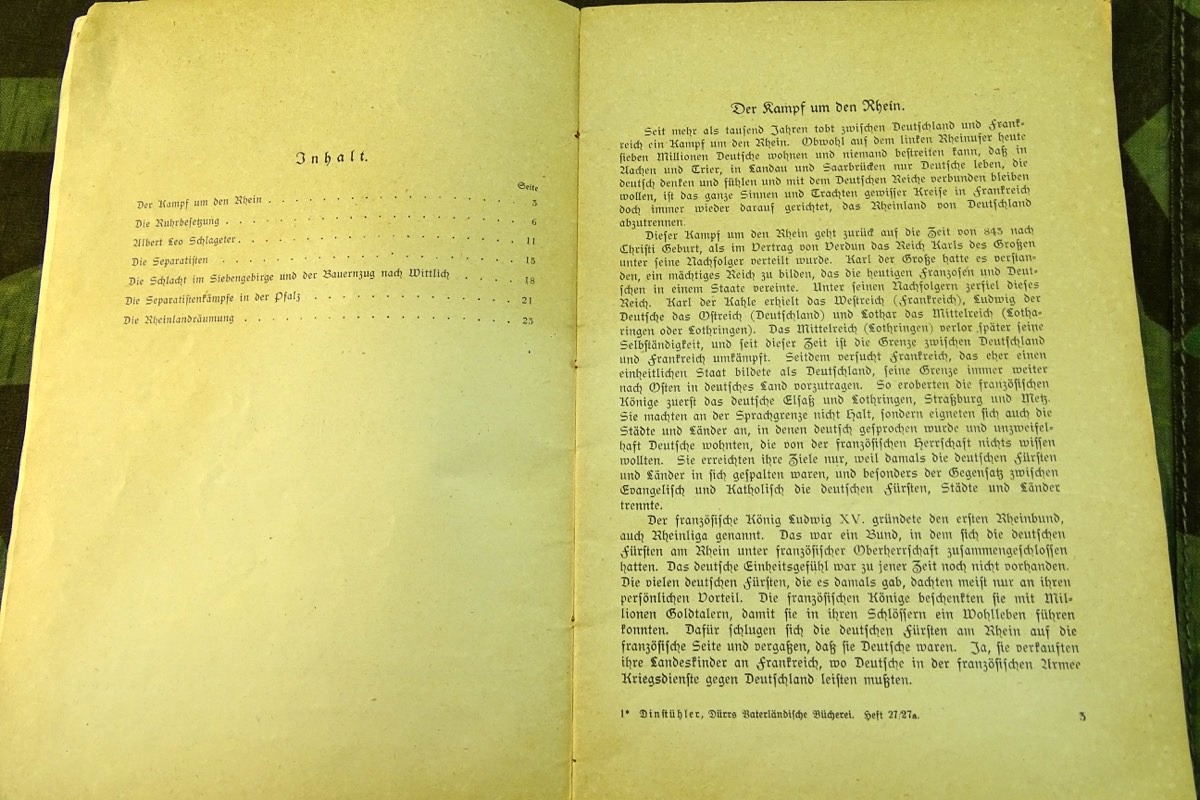 Inhalt.
Seite
Der Kampf um den Rhein . . . . . . . . . . . . . . . . 3
Die Ruhrbesetzung . . . . . . . . . . . . . . . . . . 6
Albert Leo Schlageter . . . . . . . . . . . . . . . . . 11
Die Separatisten . . . . . . . . . . . . . . . . . . . 15
Die Schlacht im Siebengebirge und der Bauernzug nach Wittlich . . . . 18
Die Separatistenkämpfe in der Pfalz . . . . . . . . . . . . . 21
Die Rheinlandräumung . . . . . . . . . . . . . . . . . 25
Der Kampf um den Rhein.
Seit mehr als tausend Jahren tobt zwischen Deutschland und Frank-
reich ein Kampf um den Rhein. Obwohl auf dem linken Rheinufer heute
sieben Millionen Deutsche wohnen und niemand bestreiten kann, daß in
Aachen und Trier, in Landau und Saarbrücken nur Deutsche leben, die
deutsch denken und fühlen und mit dem Deutschen Reiche verbunden bleiben
wollen, ist das ganze Sinnen und Trachten gewisser Kreise in Frankreich
doch immer wieder darauf gerichtet, das Rheinland von Deutschland
abzutrennen.
Dieser Kampf um den Rhein geht zurück auf die Zeit von 843 nach
Christi Geburt, als im Vertrag von Verdun das Reich Karls des Großen
unter seine Nachfolger verteilt wurde. Karl der Große hatte es verstan-
den, ein mächtiges Reich zu bilden, das die heutigen Franzosen und Deut-
schen in einem Staate vereinte. Unter seinen Nachfolgern zerfiel dieses
Reich. Karl der Kahle erhielt das Westreich (Frankreich), Ludwig der
Deutsche das Ostreich (Deutschland) und Lothar das Mittelreich (Lotha-
ringen oder Lothringen). Das Mittelreich (Lothringen) verlor später seine
Selbständigkeit, und seit dieser Zeit ist die Grenze zwischen Deutschland
und Frankreich umkämpft. Seitdem versucht Frankreich, das eher einen
einheitlichen Staat bildete als Deutschland, seine Grenze immer weiter
nach Osten in deutsches Land vorzutragen. So eroberten die französischen
Könige zuerst das deutsche Elsaß und Lothringen, Straßburg und Metz.
Sie machten an der Sprachgrenze nicht Halt, sondern eigneten sich auch die
Städte und Länder an, in denen deutsch gesprochen wurde und unzweifel-
haft Deutsche wohnten, die von der französischen Herrschaft nichts wissen
wollten. Sie erreichten ihre Ziele nur, weil damals die deutschen Fürsten
und Länder in sich gespalten waren, und besonders der Gegensatz zwischen
Evangelisch und Katholisch die deutschen Fürsten, Städte und Länder
trennte.
Der französische König Ludwig XV. gründete den ersten Rheinbund,
auch Rheinliga genannt. Das war ein Bund, in dem sich die deutschen
Fürsten am Rhein unter französischer Oberherrschaft zusammengeschlossen
hatten. Das deutsche Einheitsgefühl war zu jener Zeit noch nicht vorhanden.
Die vielen deutschen Fürsten, die es damals gab, dachten meist nur an ihren
persönlichen Vorteil. Die französischen Könige beschenkten sie mit Mil-
lionen Goldtalern, damit sie in ihren Schlössern ein Wohlleben führen
konnten. Dafür schlugen sich die deutschen Fürsten am Rhein auf die
französische Seite und vergaßen, daß sie Deutsche waren. Ja, sie verkauften
ihre Landeskinder an Frankreich, wo Deutsche in der französischen Armee
Kriegsdienste gegen Deutschland leisten mußten.
1* Dinstühler, Dürrs Vaterländische Bücherei. Heft 27/27a.
3